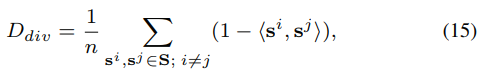 D_{div} = \frac{1}{n} \sum_{\mathbf{s}^i, \mathbf{s}^j \in \mathbf{S};\ i \neq j} (1 - \langle \mathbf{s}^i, \mathbf{s}^j \rangle), (15)